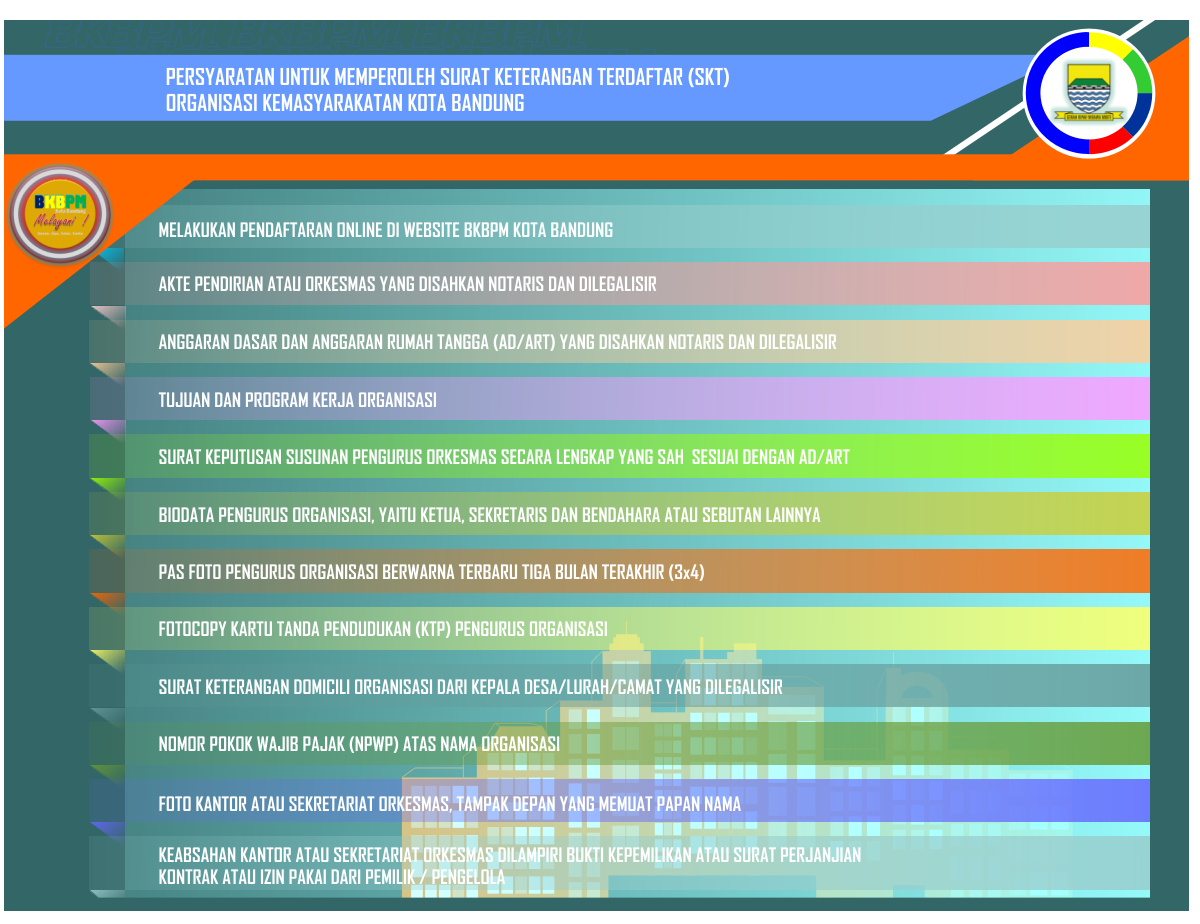 PERSYARATAN UNTUK MEMPEROLEH SURAT KETERANGAN TERDAFTAR (SKT)
ORGANISASI KEMASYARAKATAN KOTA BANDUNG
BKBPM
Kota Bandung
Melayani !
MELAKUKAN PENDAFTARAN ONLINE DI WEBSITE BKBPM KOTA BANDUNG
AKTE PENDIRIAN ATAU ORKESMAS YANG DISAHKAN NOTARIS DAN DILEGALISIR
ANGGARAN DASAR DAN ANGGARAN RUMAH TANGGA (AD/ART) YANG DISAHKAN NOTARIS DAN DILEGALISIR
TUJUAN DAN PROGRAM KERJA ORGANISASI
SURAT KEPUTUSAN SUSUNAN PENGURUS ORKESMAS SECARA LENGKAP YANG SAH SESUAI DENGAN AD/ART
BIODATA PENGURUS ORGANISASI, YAITU KETUA, SEKRETARIS DAN BENDAHARA ATAU SEBUTAN LAINNYA
PAS FOTO PENGURUS ORGANISASI BERWARNA TERBARU TIGA BULAN TERAKHIR (3x4)
FOTOCOPY KARTU TANDA PENDUDUKAN (KTP) PENGURUS ORGANISASI
SURAT KETERANGAN DOMICILI ORGANISASI DARI KEPALA DESA/LURAH/CAMAT YANG DILEGALISIR
NOMOR POKOK WAJIB PAJAK (NPWP) ATAS NAMA ORGANISASI
FOTO KANTOR ATAU SEKRETARIAT ORKESMAS, TAMPAK DEPAN YANG MEMUAT PAPAN NAMA
KEABSAHAN KANTOR ATAU SEKRETARIAT ORKESMAS DILAMPIRI BUKTI KEPEMILIKAN ATAU SURAT PERJANJIAN
KONTRAK ATAU IZIN PAKAI DARI PEMILIK / PENGELOLA